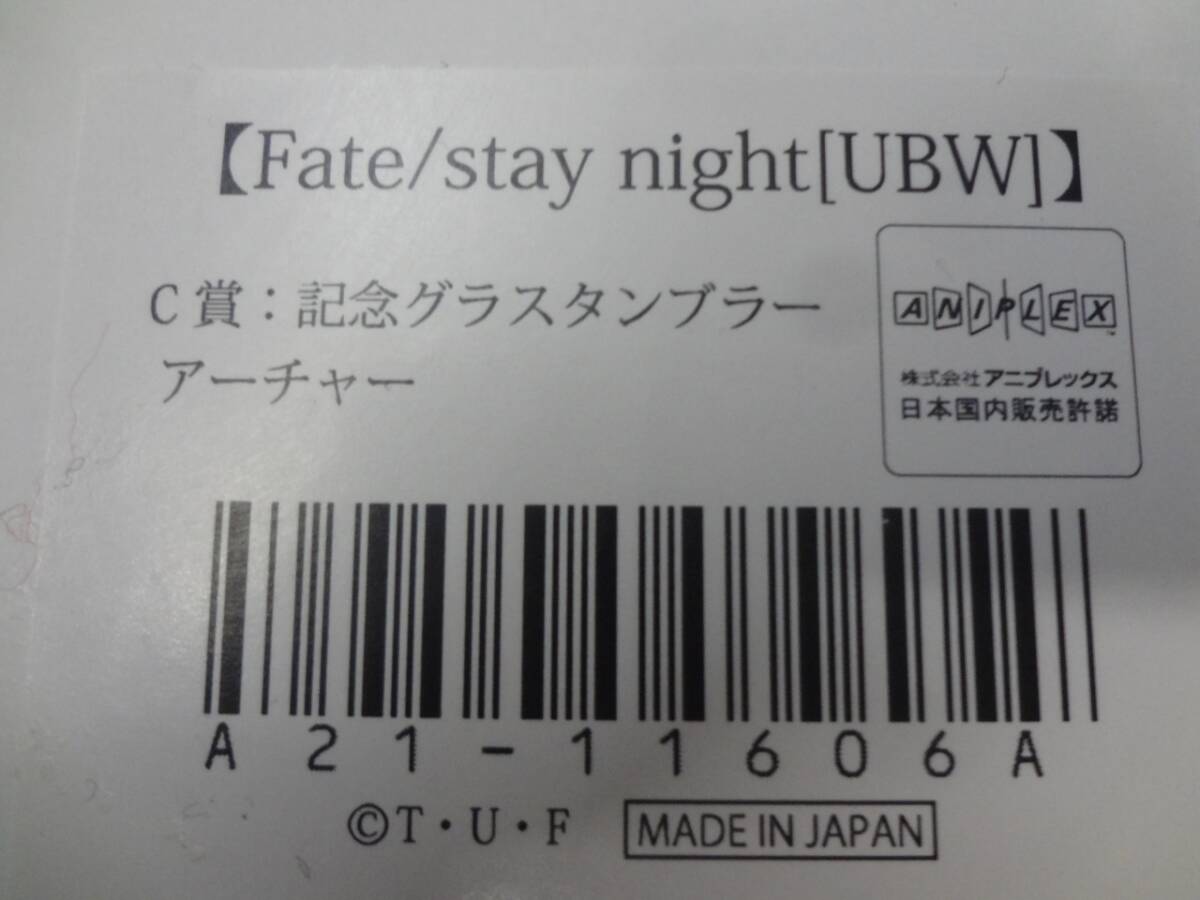 【Fate/stay night[UBW]】
C賞：記念グラスタンブラー
アーチャー
ANIPLEX™
株式会社アニプレックス
日本国内販売許諾
A21-11606A
©T・U・F
MADE IN JAPAN